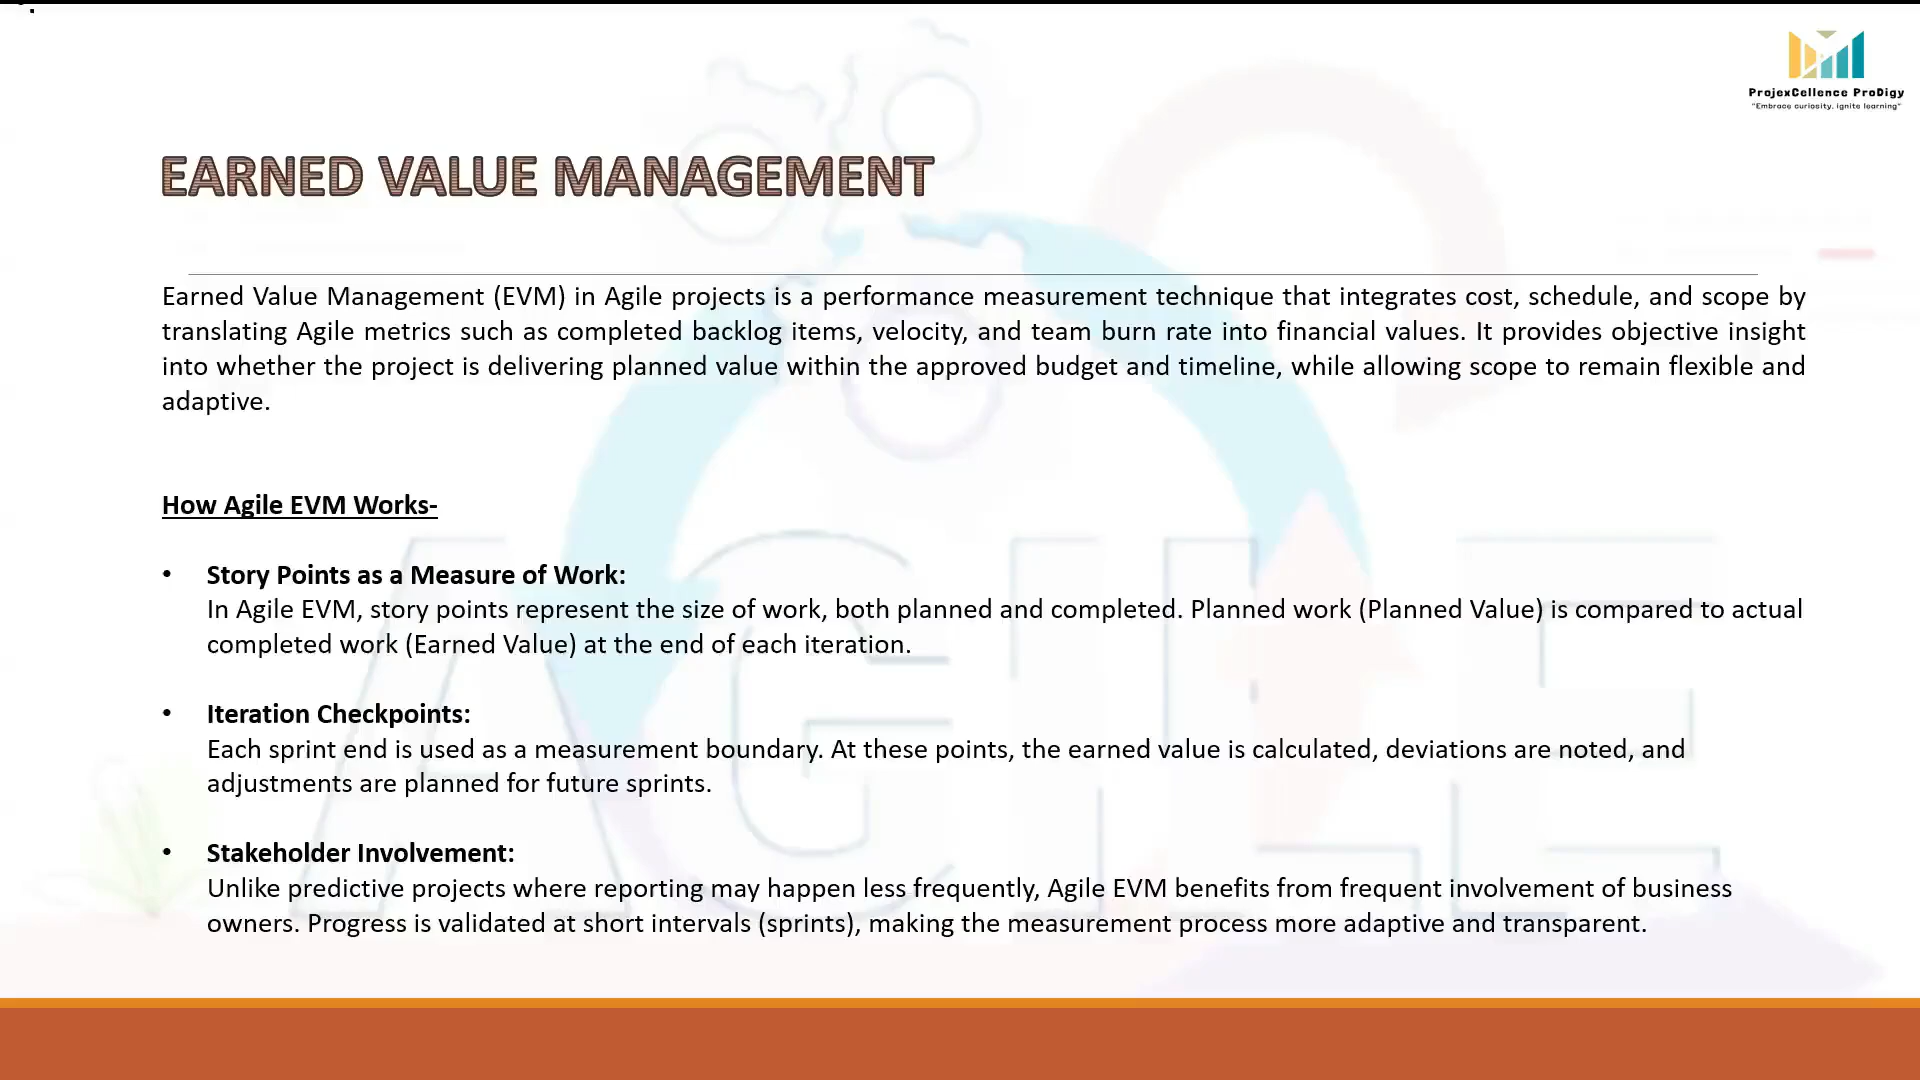 ProjexCellence ProDigy
"Embrace curiosity, ignite learning"
EARNED VALUE MANAGEMENT
Earned Value Management (EVM) in Agile projects is a performance measurement technique that integrates cost, schedule, and scope by
translating Agile metrics such as completed backlog items, velocity, and team burn rate into financial values. It provides objective insight
into whether the project is delivering planned value within the approved budget and timeline, while allowing scope to remain flexible and
adaptive.
How Agile EVM Works-
• Story Points as a Measure of Work:
In Agile EVM, story points represent the size of work, both planned and completed. Planned work (Planned Value) is compared to actual
completed work (Earned Value) at the end of each iteration.
• Iteration Checkpoints:
Each sprint end is used as a measurement boundary. At these points, the earned value is calculated, deviations are noted, and
adjustments are planned for future sprints.
• Stakeholder Involvement:
Unlike predictive projects where reporting may happen less frequently, Agile EVM benefits from frequent involvement of business
owners. Progress is validated at short intervals (sprints), making the measurement process more adaptive and transparent.
AGILE